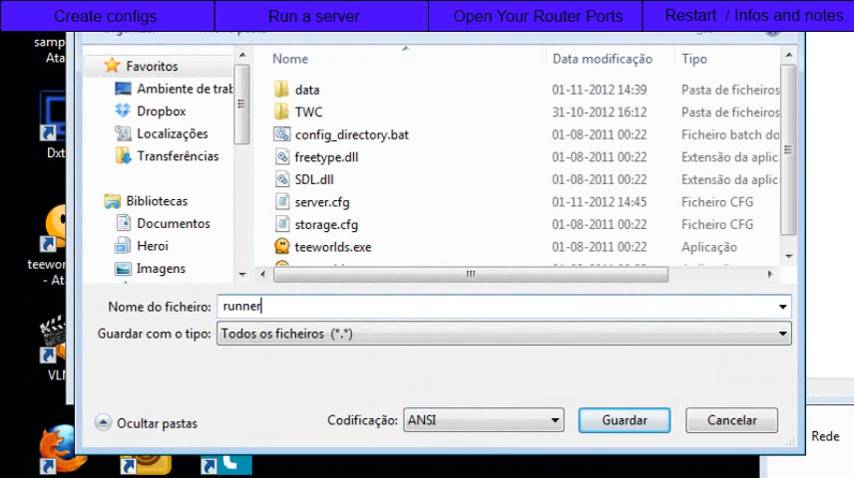 Create configs
Run a server
Open Your Router Ports
Restart / Infos and notes
samp
Ata
Dxt
teewo
- Ata
VLM
Favoritos
Ambiente de trab
Dropbox
Localizações
Transferências
Bibliotecas
Documentos
Heroi
Imagens
Nome Data modificação Tipo
data 01-11-2012 14:39 Pasta de ficheiros
TWC 31-10-2012 16:12 Pasta de ficheiros
config_directory.bat 01-08-2011 00:22 Ficheiro batch do
freetype.dll 01-08-2011 00:22 Extensão da aplic
SDL.dll 01-08-2011 00:22 Extensão da aplic
server.cfg 01-11-2012 14:45 Ficheiro CFG
storage.cfg 01-08-2011 00:22 Ficheiro CFG
teeworlds.exe 01-08-2011 00:22 Aplicação
Nome do ficheiro: runner
Guardar com o tipo: Todos os ficheiros (*.*)
Ocultar pastas
Codificação: ANSI
Guardar
Cancelar
Rede